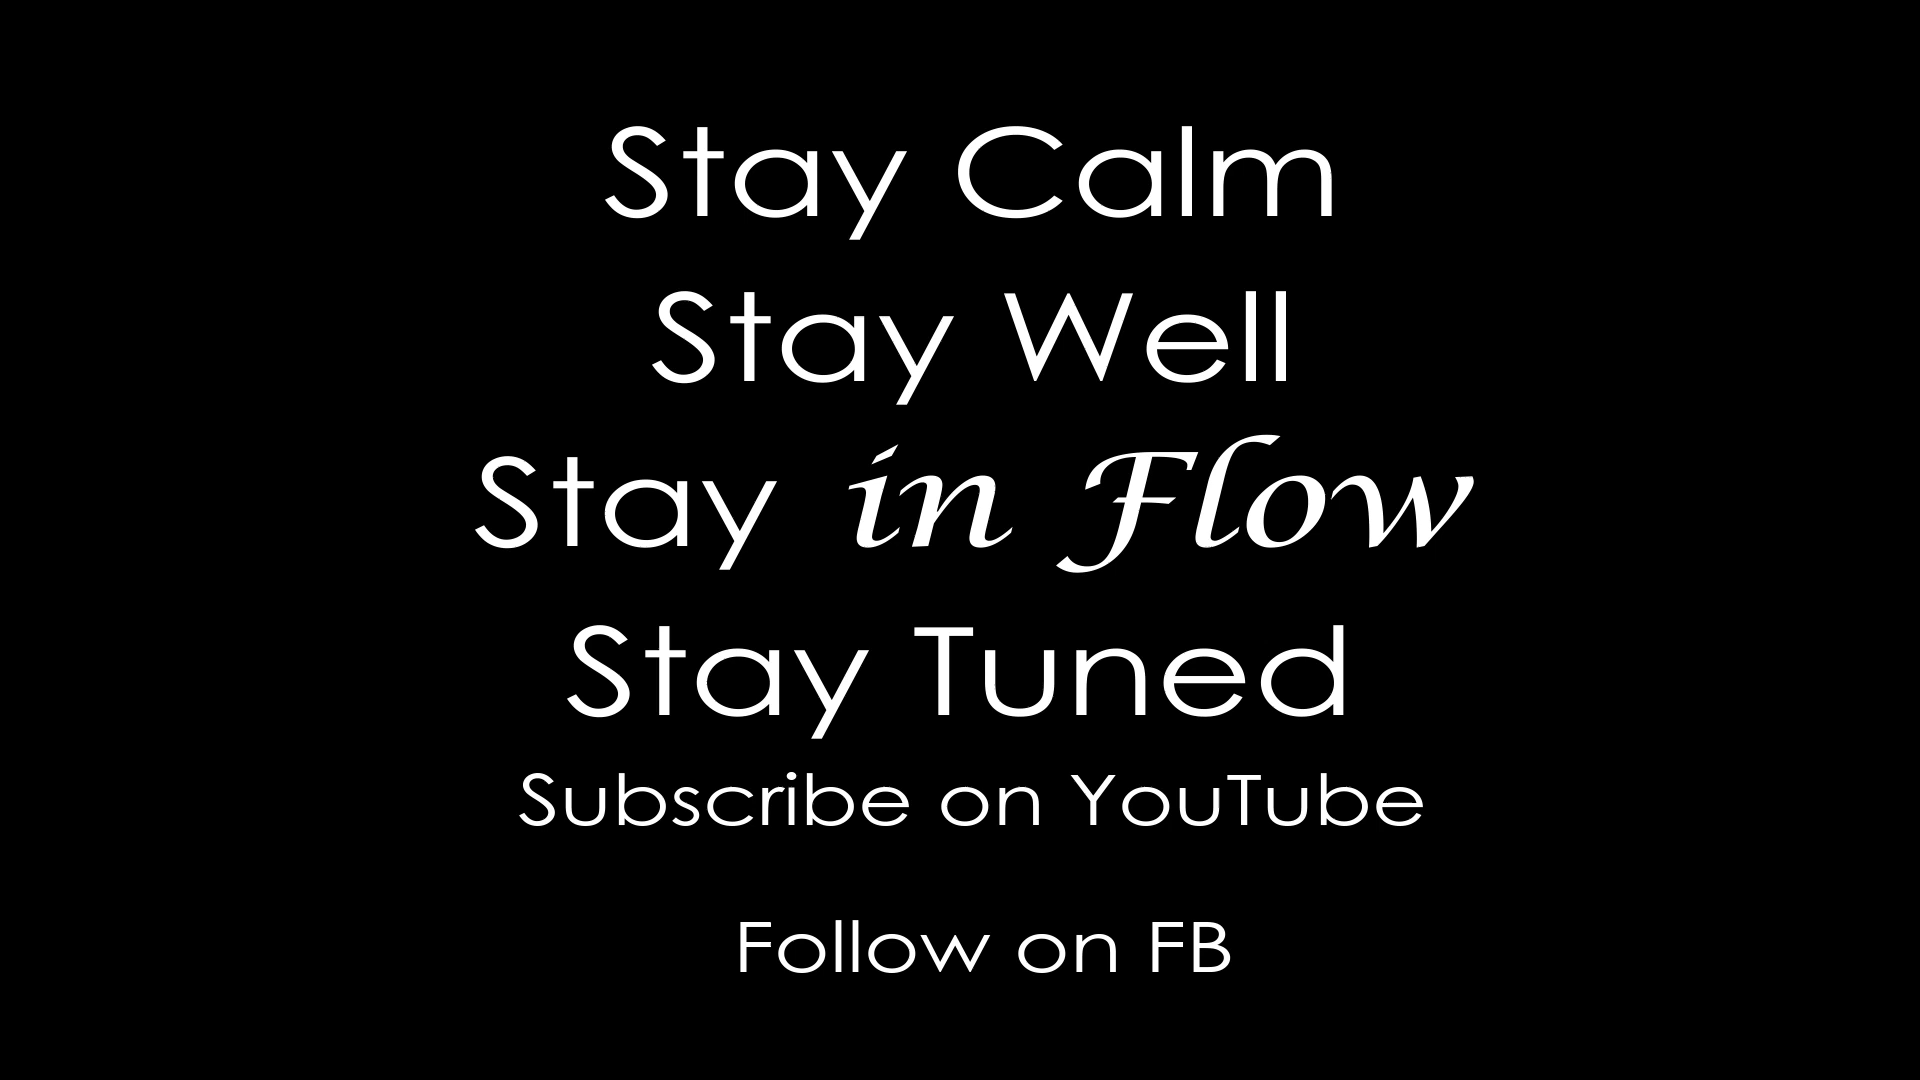 Stay Calm
Stay Well
Stay in Flow
Stay Tuned
Subscribe on YouTube
Follow on FB